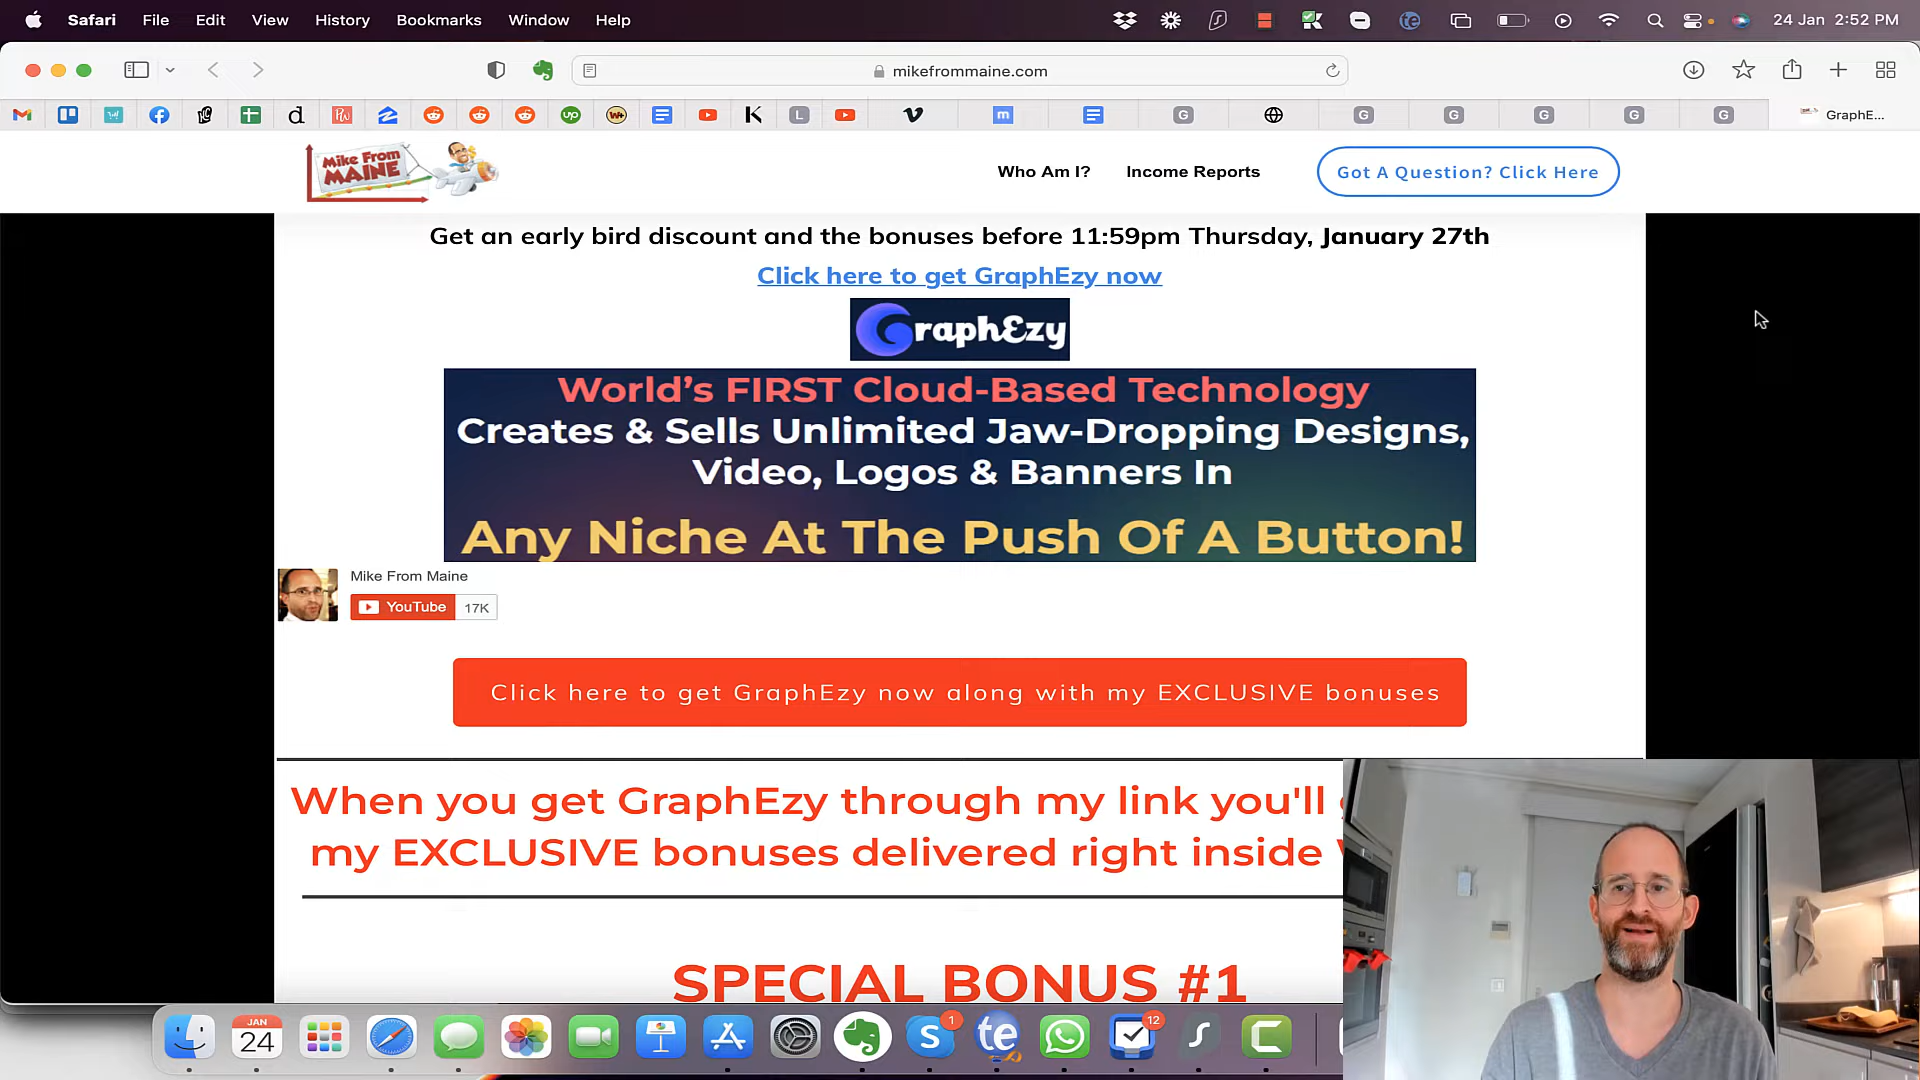 Safari File Edit View History Bookmarks Window Help
24 Jan 2:52 PM
mikefrommaine.com
GraphE...
Mike From
MAINE
Who Am I?
Income Reports
Got A Question? Click Here
Get an early bird discount and the bonuses before 11:59pm Thursday, January 27th
Click here to get GraphEzy now
GraphEzy
World's FIRST Cloud-Based Technology
Creates & Sells Unlimited Jaw-Dropping Designs,
Video, Logos & Banners In
Any Niche At The Push Of A Button!
Mike From Maine
YouTube 17K
Click here to get GraphEzy now along with my EXCLUSIVE bonuses
When you get GraphEzy through my link you'll
my EXCLUSIVE bonuses delivered right inside
SPECIAL BONUS #1
JAN
24
1
te
12